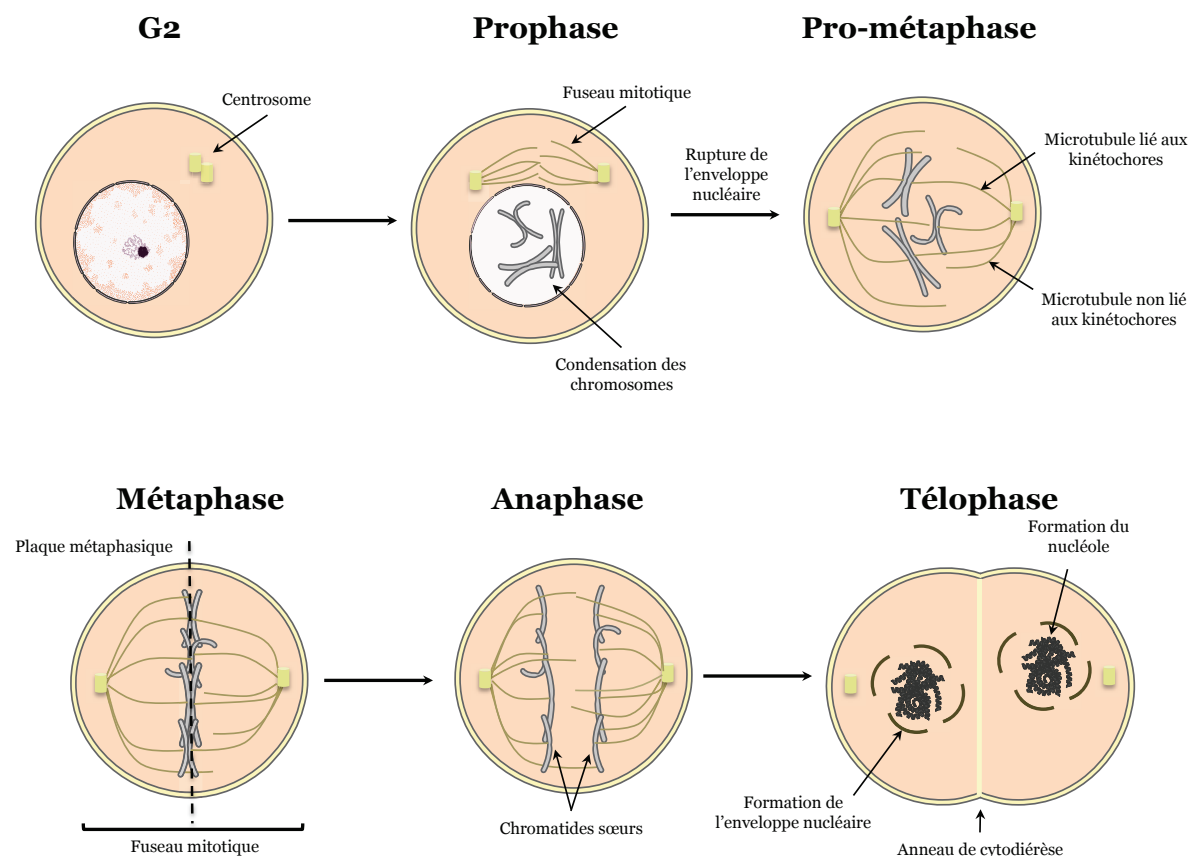 G2
Prophase
Pro-métaphase
Centrosome
Fuseau mitotique
Rupture de
l'enveloppe
nucléaire
Microtubule lié aux
kinétochores
Microtubule non lié
aux kinétochores
Condensation des
chromosomes
Métaphase
Anaphase
Télophase
Plaque métaphasique
Formation du
nucléole
Fuseau mitotique
Chromatides sœurs
Formation de
l'enveloppe nucléaire
Anneau de cytodiérèse